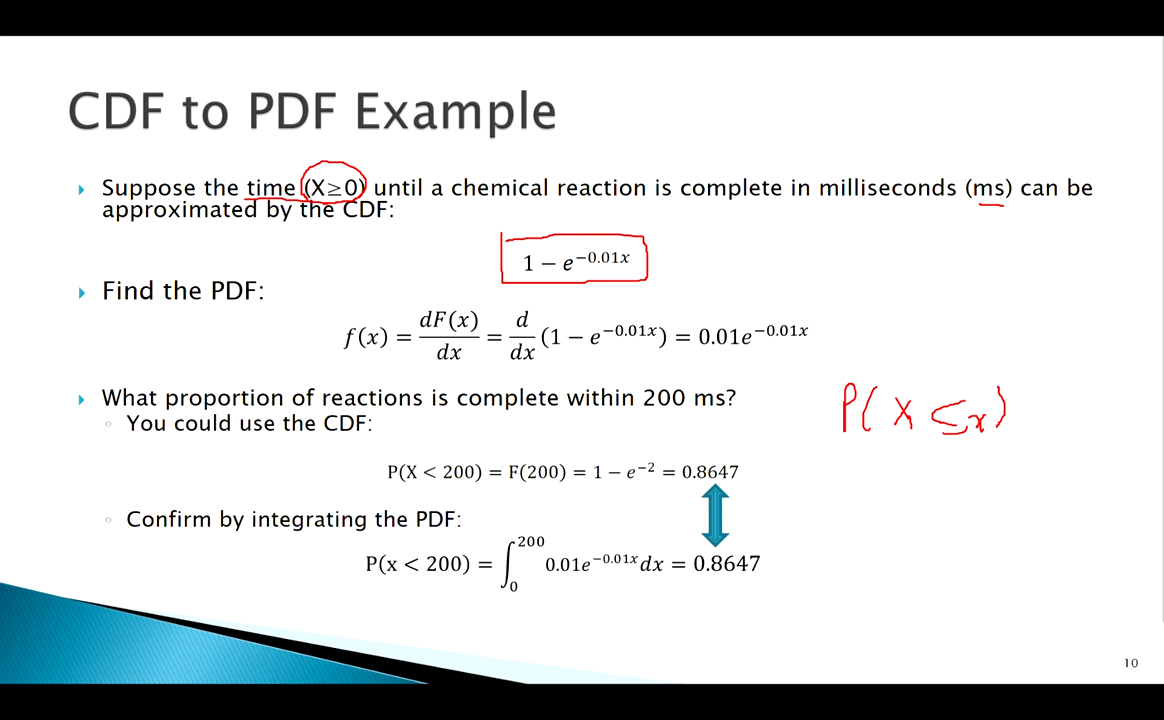 CDF to PDF Example
Suppose the time (X≥0) until a chemical reaction is complete in milliseconds (ms) can be
approximated by the CDF:
1 − e^{−0.01x}
Find the PDF:
f(x) = dF(x)/dx = d/dx (1 − e^{−0.01x}) = 0.01e^{−0.01x}
What proportion of reactions is complete within 200 ms?
P(X ≤ x)
You could use the CDF:
P(X < 200) = F(200) = 1 − e^{−2} = 0.8647
Confirm by integrating the PDF:
P(x < 200) = ∫_0^{200} 0.01e^{−0.01x} dx = 0.8647
10